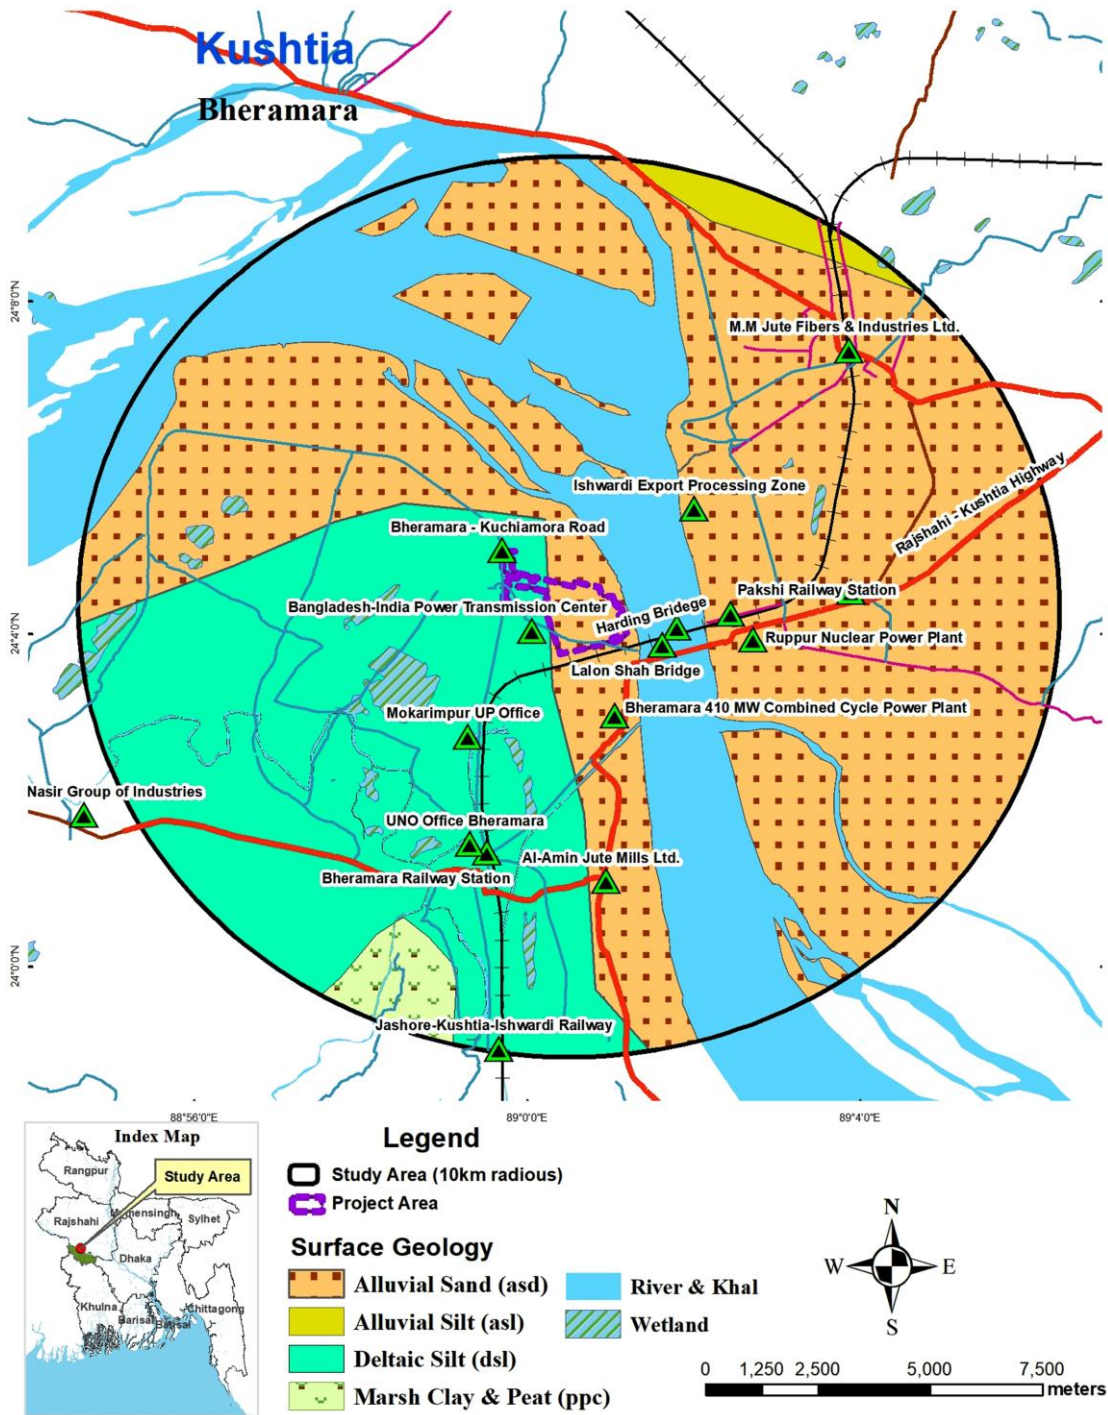 Kushtia
Bheramara
24°8'0"N
M.M Jute Fibers & Industries Ltd.
Ishwardi Export Processing Zone
Rajshahi - Kushtia Highway
Bheramara - Kuchiamora Road
Pakshi Railway Station
Bangladesh-India Power Transmission Center
Harding Bridege
24°4'0"N
Ruppur Nuclear Power Plant
Lalon Shah Bridge
Bheramara 410 MW Combined Cycle Power Plant
Mokarimpur UP Office
Nasir Group of Industries
UNO Office Bheramara
Al-Amin Jute Mills Ltd.
Bheramara Railway Station
24°0'0"N
Jashore-Kushtia-Ishwardi Railway
88°56'0"E
89°0'0"E
89°4'0"E
Index Map
Study Area
Rangpur
Rajshahi
Sylhet
Dhaka
Khulna
Barisal
Chittagong
Legend
Study Area (10km radious)
Project Area
Surface Geology
Alluvial Sand (asd)
Alluvial Silt (asl)
Deltaic Silt (dsl)
Marsh Clay & Peat (ppc)
River & Khal
Wetland
N
W
E
S
0 1,250 2,500 5,000 7,500
meters